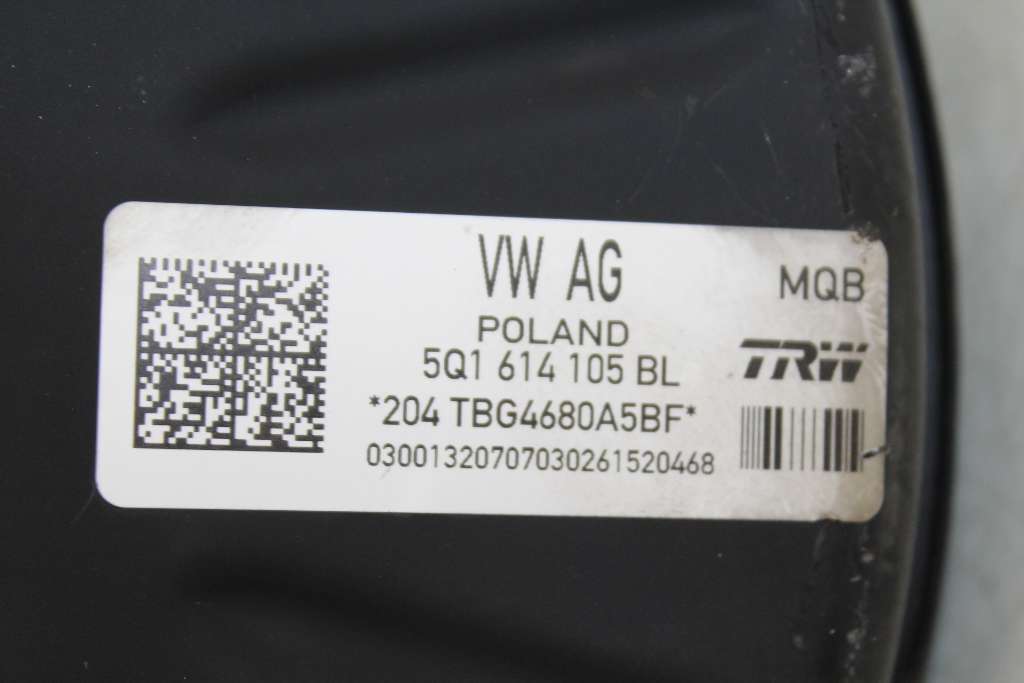 VW AG
MQB
POLAND
5Q1 614 105 BL
TRW
*204 TBG4680A5BF*
03001320707030261520468